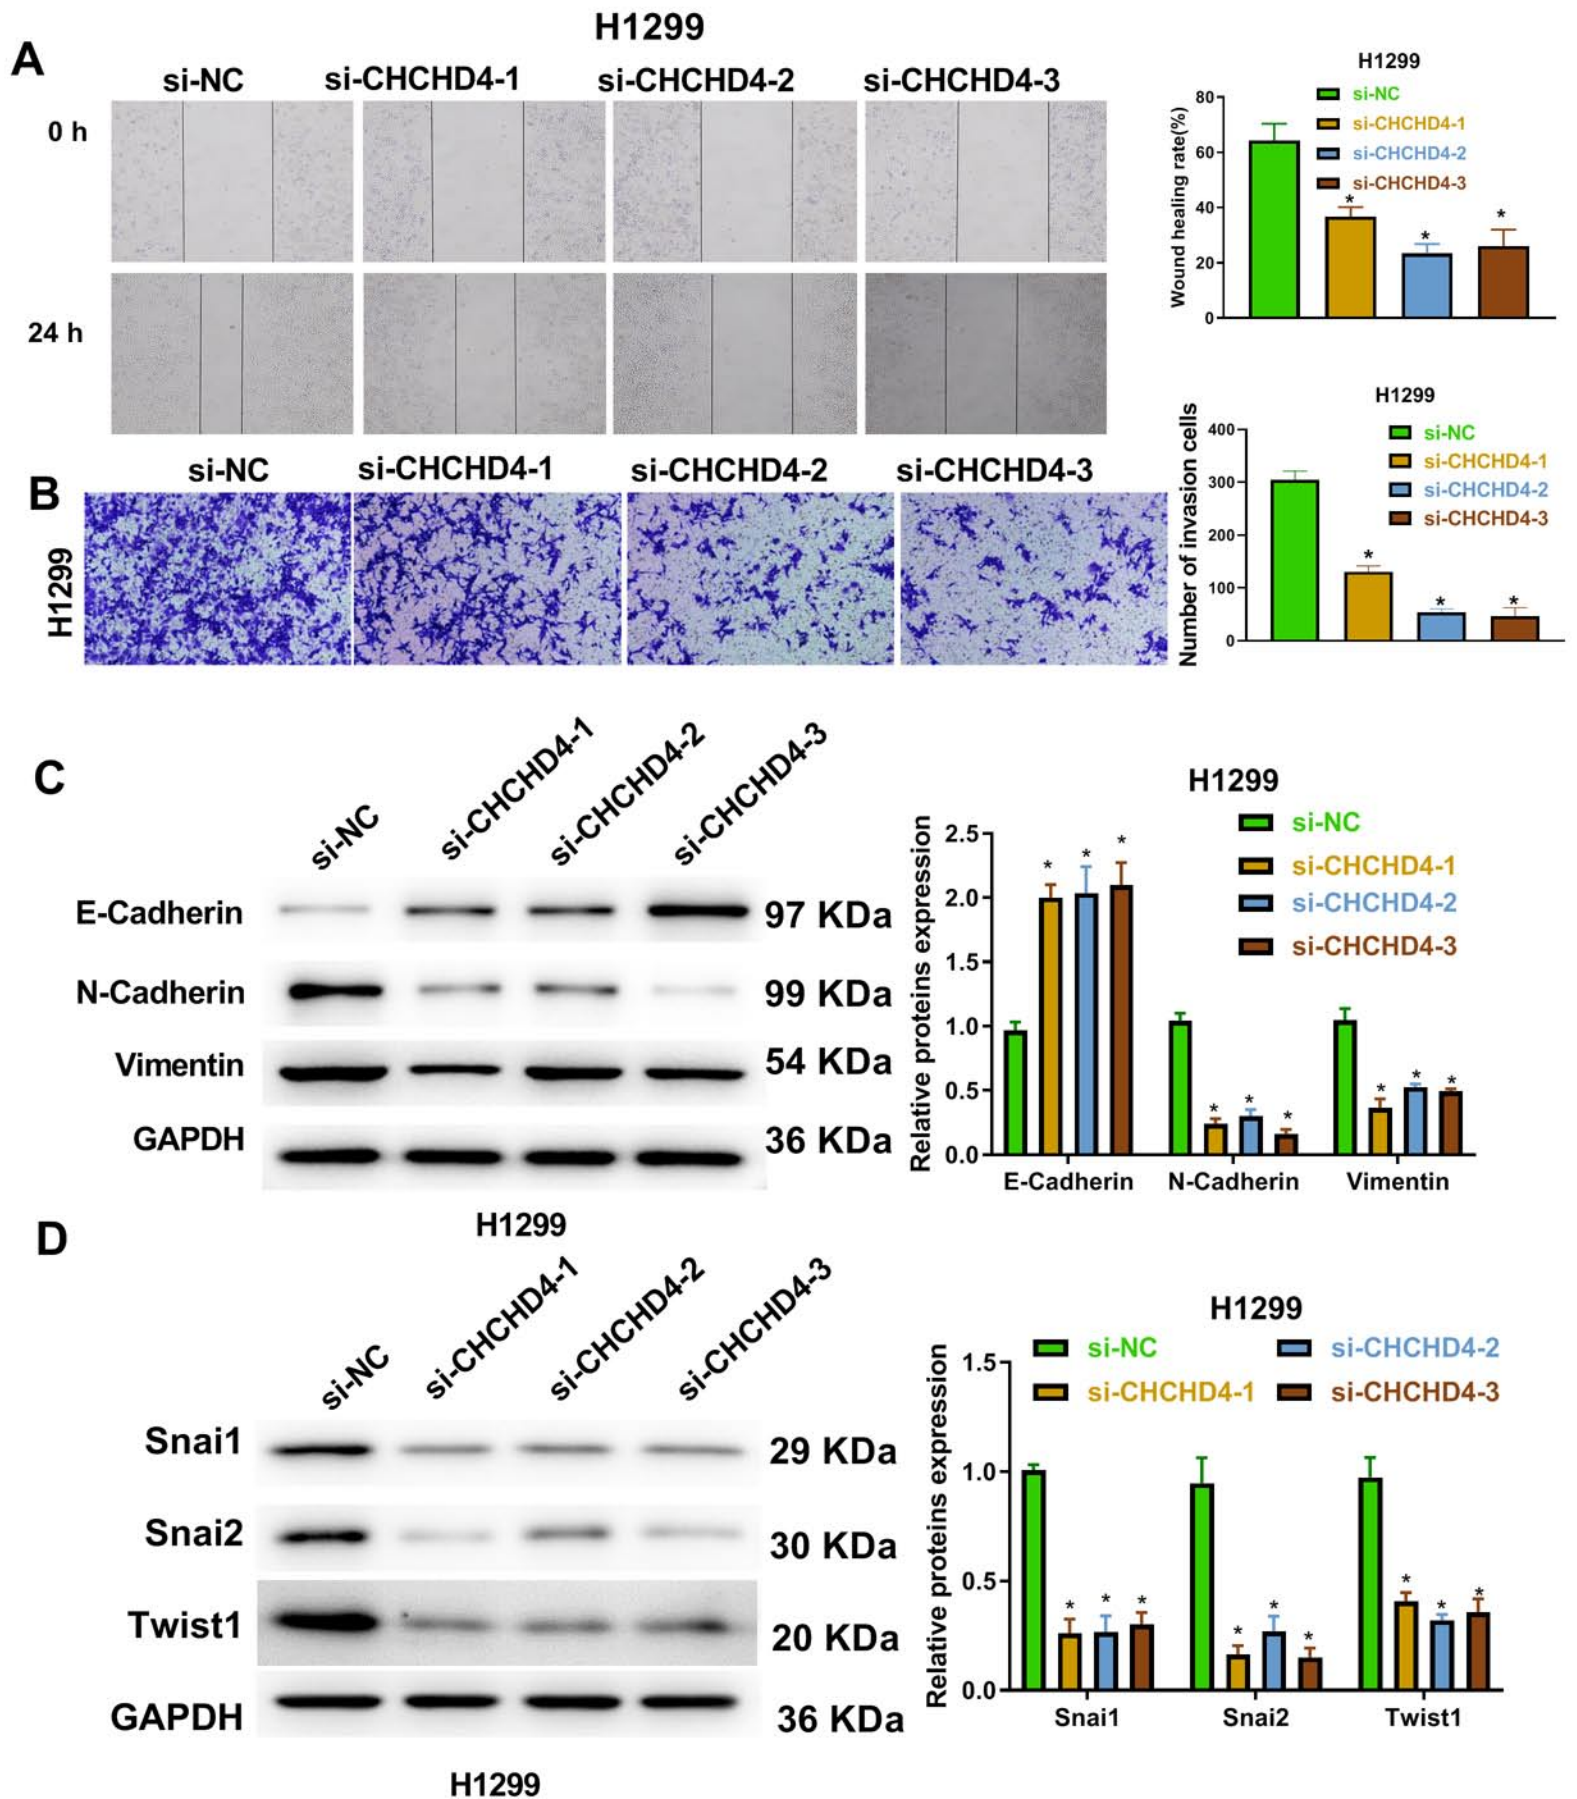 H1299
A
si-NC si-CHCHD4-1 si-CHCHD4-2 si-CHCHD4-3
0 h
24 h
H1299
Wound healing rate(%)
80
60
40
20
0
si-NC
si-CHCHD4-1
si-CHCHD4-2
si-CHCHD4-3
*
*
*
B
si-NC si-CHCHD4-1 si-CHCHD4-2 si-CHCHD4-3
H1299
H1299
Number of invasion cells
400
300
200
100
0
si-NC
si-CHCHD4-1
si-CHCHD4-2
si-CHCHD4-3
*
*
*
C
si-NC si-CHCHD4-1 si-CHCHD4-2 si-CHCHD4-3
E-Cadherin 97 KDa
N-Cadherin 99 KDa
Vimentin 54 KDa
GAPDH 36 KDa
H1299
H1299
si-NC
si-CHCHD4-1
si-CHCHD4-2
si-CHCHD4-3
Relative proteins expression
2.5
2.0
1.5
1.0
0.5
0.0
* * *
* * *
* * *
E-Cadherin N-Cadherin Vimentin
D
si-NC si-CHCHD4-1 si-CHCHD4-2 si-CHCHD4-3
Snai1 29 KDa
Snai2 30 KDa
Twist1 20 KDa
GAPDH 36 KDa
H1299
H1299
si-NC si-CHCHD4-2
si-CHCHD4-1 si-CHCHD4-3
Relative proteins expression
1.5
1.0
0.5
0.0
* * *
* * *
* * *
Snai1 Snai2 Twist1